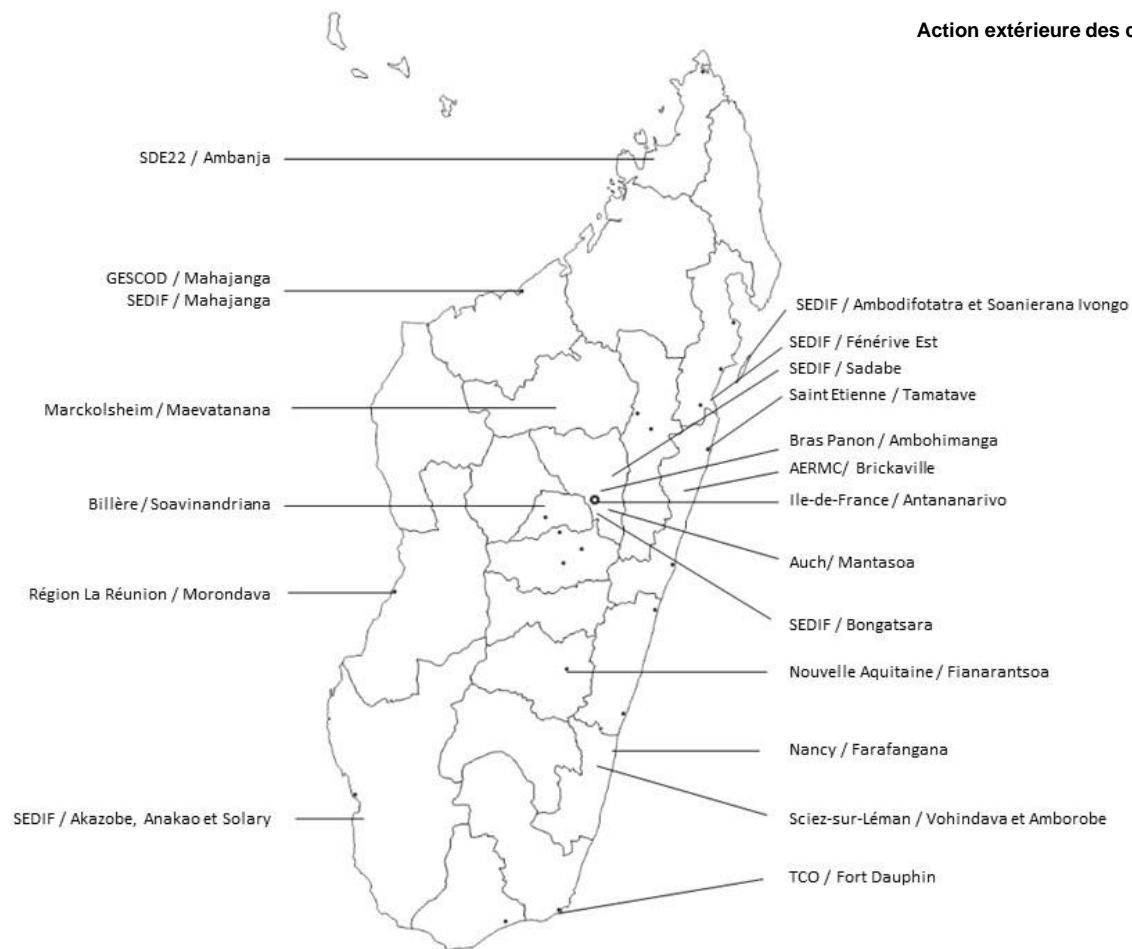 Action extérieure des c
SDE22 / Ambanja
GESCOD / Mahajanga
SEDIF / Mahajanga
Marckolsheim / Maevatanana
Billère / Soavinandriana
Région La Réunion / Morondava
SEDIF / Akazobe, Anakao et Solary
SEDIF / Ambodifotatra et Soanierana Ivongo
SEDIF / Fénérive Est
SEDIF / Sadabe
Saint Etienne / Tamatave
Bras Panon / Ambohimanga
AERMC/ Brickaville
Ile-de-France / Antananarivo
Auch/ Mantasoa
SEDIF / Bongatsara
Nouvelle Aquitaine / Fianarantsoa
Nancy / Farafangana
Sciez-sur-Léman / Vohindava et Amborobe
TCO / Fort Dauphin